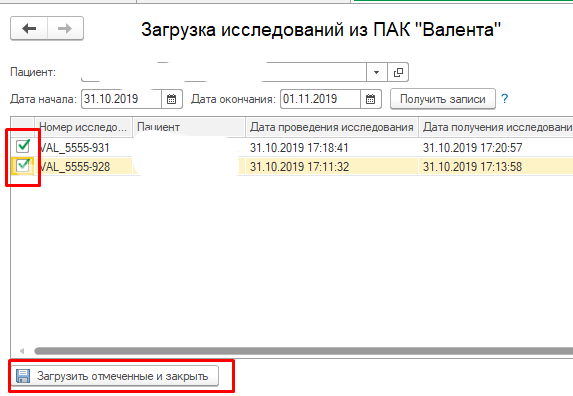 Загрузка исследований из ПАК "Валента"
Пациент:
Дата начала: 31.10.2019 Дата окончания: 01.11.2019 Получить записи ?
Номер исследо... Пациент Дата проведения исследования Дата получения исследовани
VAL_5555-931 31.10.2019 17:18:41 31.10.2019 17:20:57
VAL_5555-928 31.10.2019 17:11:32 31.10.2019 17:13:58
Загрузить отмеченные и закрыть